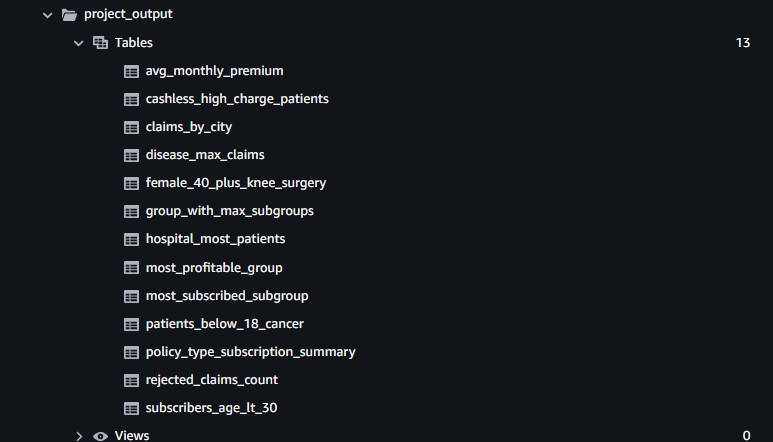 project_output
Tables 13
avg_monthly_premium
cashless_high_charge_patients
claims_by_city
disease_max_claims
female_40_plus_knee_surgery
group_with_max_subgroups
hospital_most_patients
most_profitable_group
most_subscribed_subgroup
patients_below_18_cancer
policy_type_subscription_summary
rejected_claims_count
subscribers_age_lt_30
Views 0